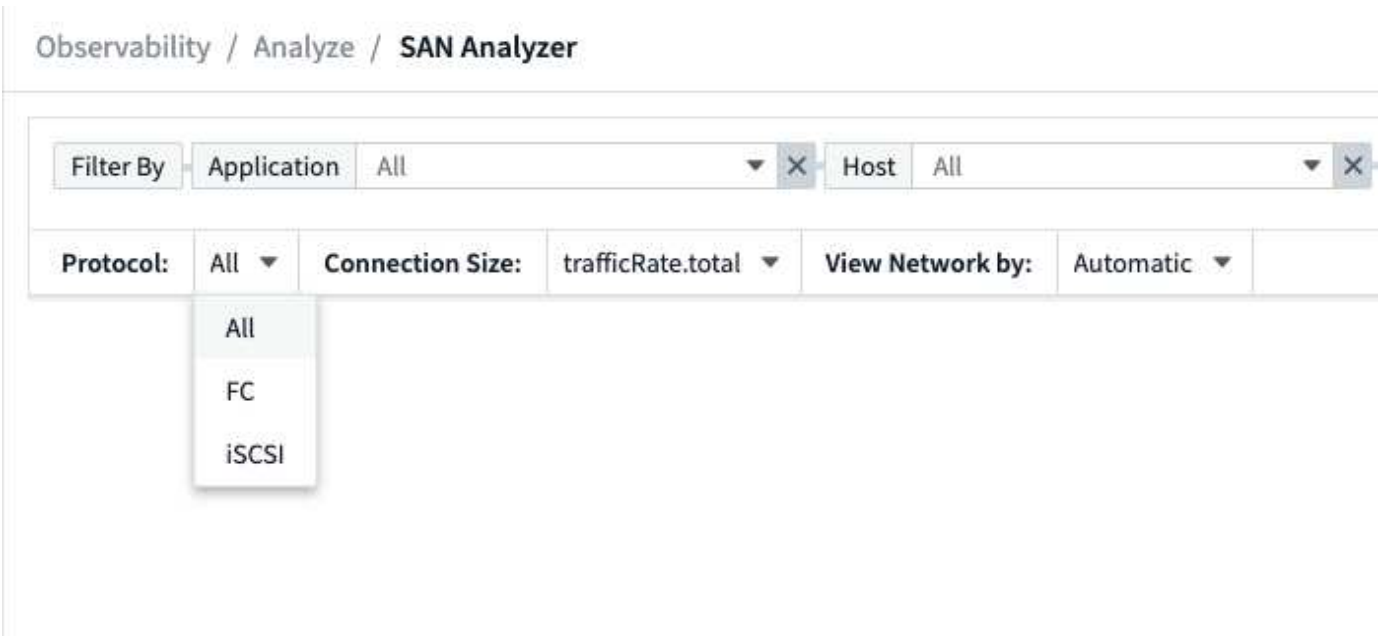 Observability / Analyze / SAN Analyzer
Filter By Application All Host All
Protocol: All Connection Size: trafficRate.total View Network by: Automatic
All
FC
iSCSI